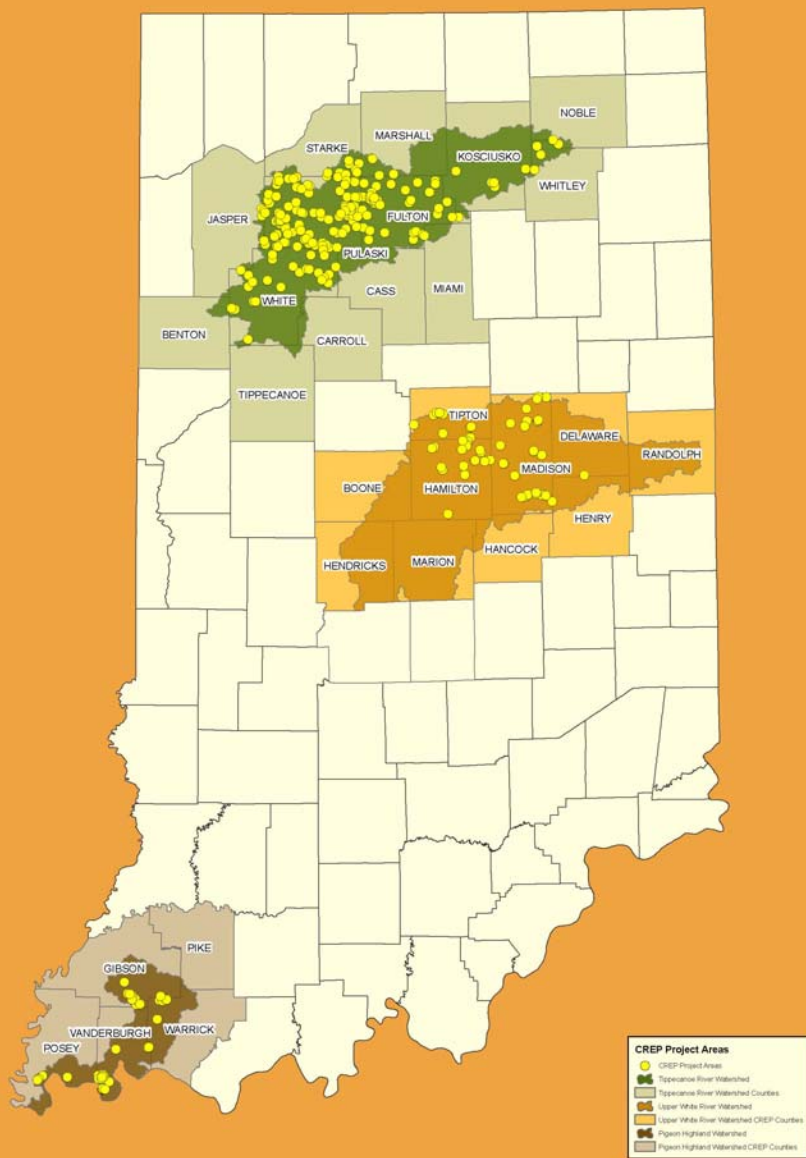 NOBLE
MARSHALL
STARKE
KOSCIUSKO
WHITLEY
JASPER
FULTON
PULASKI
CASS
MIAMI
WHITE
BENTON
CARROLL
TIPPECANOE
TIPTON
DELAWARE
RANDOLPH
MADISON
BOONE
HAMILTON
HENRY
HANCOCK
HENDRICKS
MARION
PIKE
GIBSON
VANDERBURGH
WARRICK
POSEY
CREP Project Areas
CREP Project Areas
Tippecanoe River Watershed
Tippecanoe River Watershed Counties
Upper White River Watershed
Upper White River Watershed CREP Counties
Pigeon Highland Watershed
Pigeon Highland Watershed CREP Counties